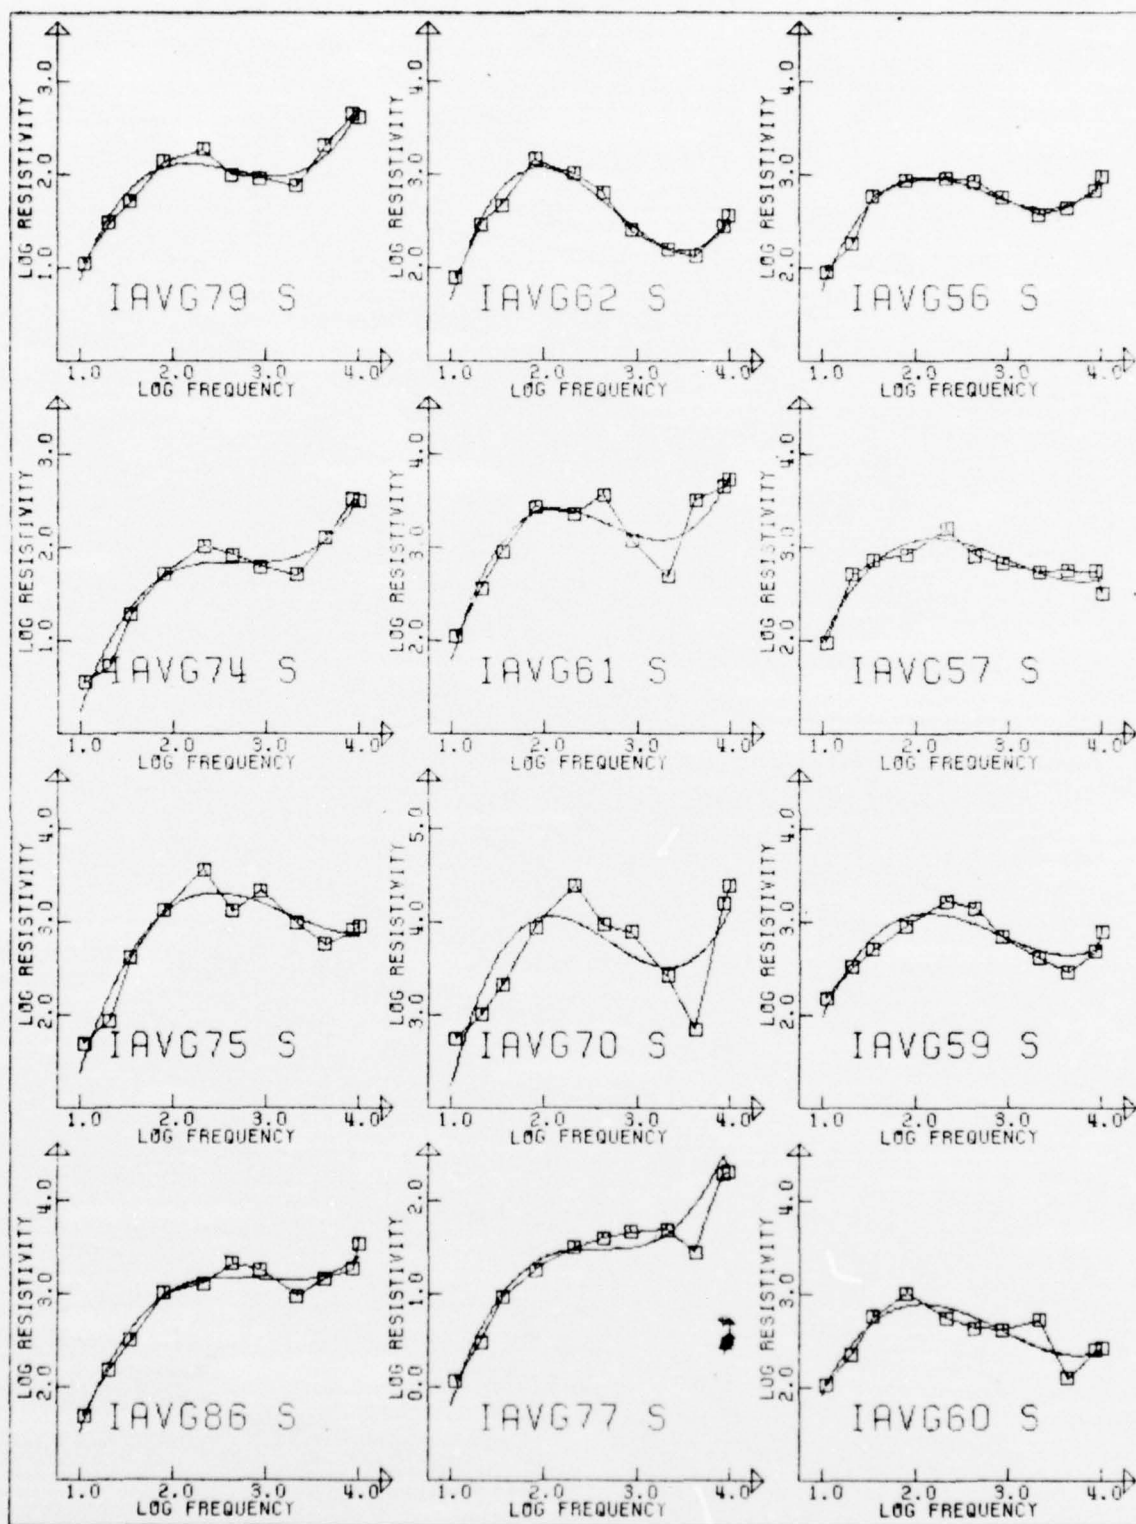 LOG RESISTIVITY
3.0
2.0
1.0
IAVG79 S
1.0 2.0 3.0 4.0
LOG FREQUENCY
LOG RESISTIVITY
4.0
3.0
2.0
IAVG62 S
1.0 2.0 3.0 4.0
LOG FREQUENCY
LOG RESISTIVITY
4.0
3.0
2.0
IAVG56 S
1.0 2.0 3.0 4.0
LOG FREQUENCY
LOG RESISTIVITY
3.0
2.0
1.0
IAVG74 S
1.0 2.0 3.0 4.0
LOG FREQUENCY
LOG RESISTIVITY
4.0
3.0
2.0
IAVG61 S
1.0 2.0 3.0 4.0
LOG FREQUENCY
LOG RESISTIVITY
4.0
3.0
2.0
IAVC57 S
1.0 2.0 3.0 4.0
LOG FREQUENCY
LOG RESISTIVITY
4.0
3.0
2.0
IAVG75 S
1.0 2.0 3.0 4.0
LOG FREQUENCY
LOG RESISTIVITY
5.0
4.0
3.0
IAVG70 S
1.0 2.0 3.0 4.0
LOG FREQUENCY
LOG RESISTIVITY
4.0
3.0
2.0
IAVG59 S
1.0 2.0 3.0 4.0
LOG FREQUENCY
LOG RESISTIVITY
4.0
3.0
2.0
IAVG86 S
1.0 2.0 3.0 4.0
LOG FREQUENCY
LOG RESISTIVITY
2.0
1.0
0.0
IAVG77 S
1.0 2.0 3.0 4.0
LOG FREQUENCY
LOG RESISTIVITY
4.0
3.0
2.0
IAVG60 S
1.0 2.0 3.0 4.0
LOG FREQUENCY